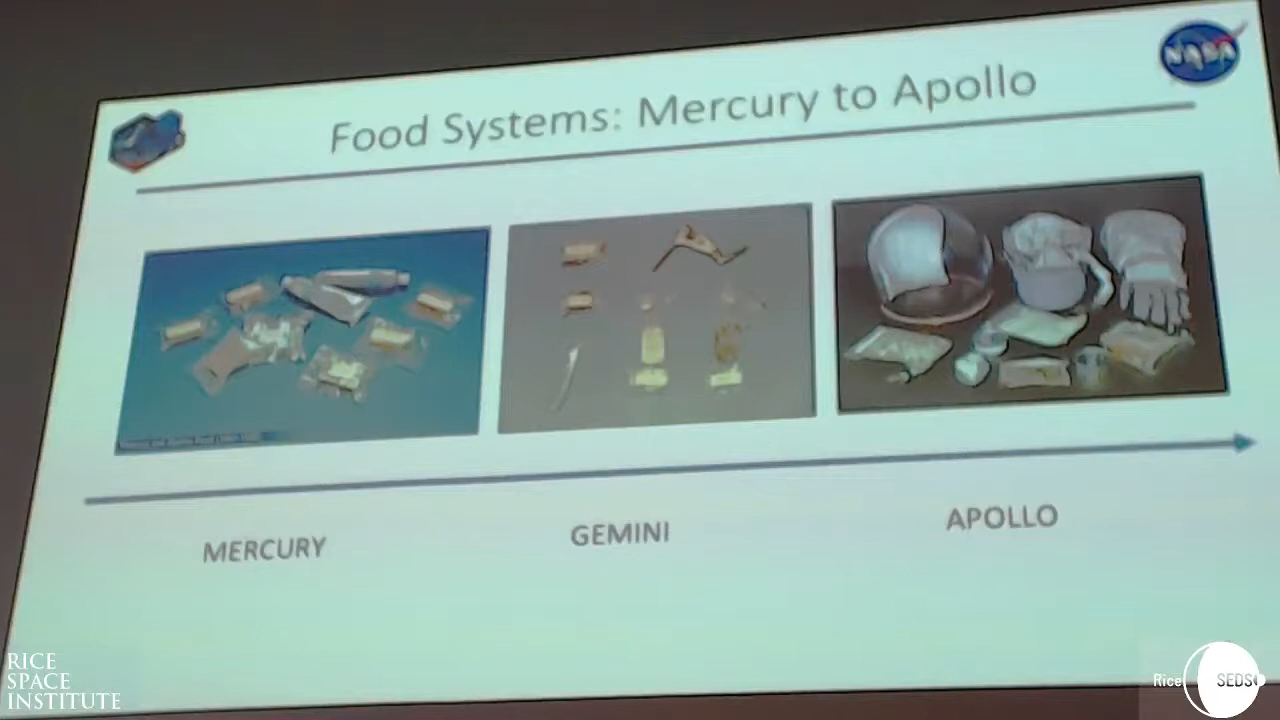 NASA
Food Systems: Mercury to Apollo
MERCURY
GEMINI
APOLLO
RICE
SPACE
INSTITUTE
Rice
SEDS